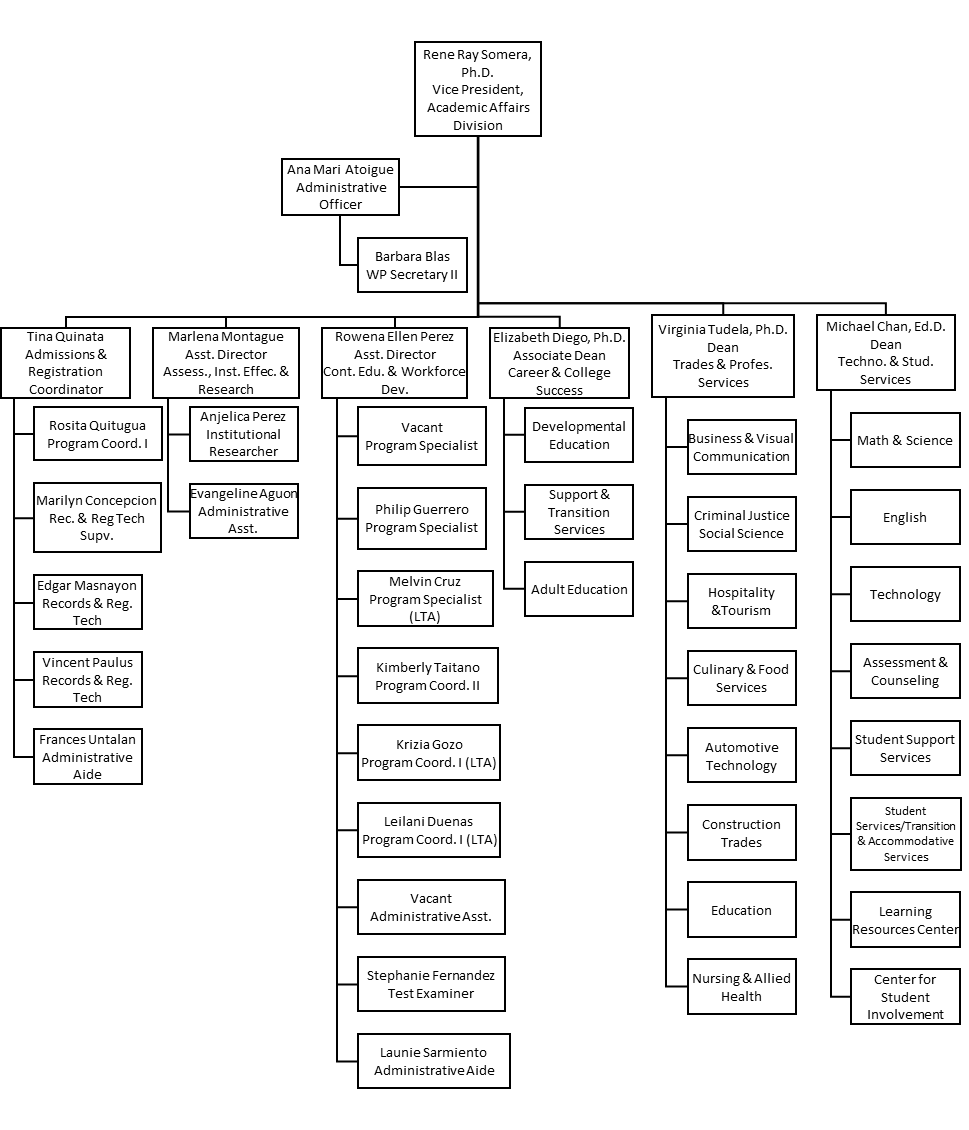 Rene Ray Somera,
Ph.D.
Vice President,
Academic Affairs
Division
Ana Mari Atoigue
Administrative
Officer
Barbara Blas
WP Secretary II
Tina Quinata
Admissions &
Registration
Coordinator
Rosita Quitugua
Program Coord. I
Marilyn Concepcion
Rec. & Reg Tech
Supv.
Edgar Masnayon
Records & Reg.
Tech
Vincent Paulus
Records & Reg.
Tech
Frances Untalan
Administrative
Aide
Marlena Montague
Asst. Director
Assess., Inst. Effec. &
Research
Anjelica Perez
Institutional
Researcher
Evangeline Aguon
Administrative
Asst.
Rowena Ellen Perez
Asst. Director
Cont. Edu. & Workforce
Dev.
Vacant
Program Specialist
Philip Guerrero
Program Specialist
Melvin Cruz
Program Specialist
(LTA)
Kimberly Taitano
Program Coord. II
Krizia Gozo
Program Coord. I (LTA)
Leilani Duenas
Program Coord. I (LTA)
Vacant
Administrative Asst.
Stephanie Fernandez
Test Examiner
Launie Sarmiento
Administrative Aide
Elizabeth Diego, Ph.D.
Associate Dean
Career & College
Success
Developmental
Education
Support &
Transition
Services
Adult Education
Virginia Tudela, Ph.D.
Dean
Trades & Profes.
Services
Business & Visual
Communication
Criminal Justice
Social Science
Hospitality
&Tourism
Culinary & Food
Services
Automotive
Technology
Construction
Trades
Education
Nursing & Allied
Health
Michael Chan, Ed.D.
Dean
Techno. & Stud.
Services
Math & Science
English
Technology
Assessment &
Counseling
Student Support
Services
Student
Services/Transition
& Accommodative
Services
Learning
Resources Center
Center for
Student
Involvement